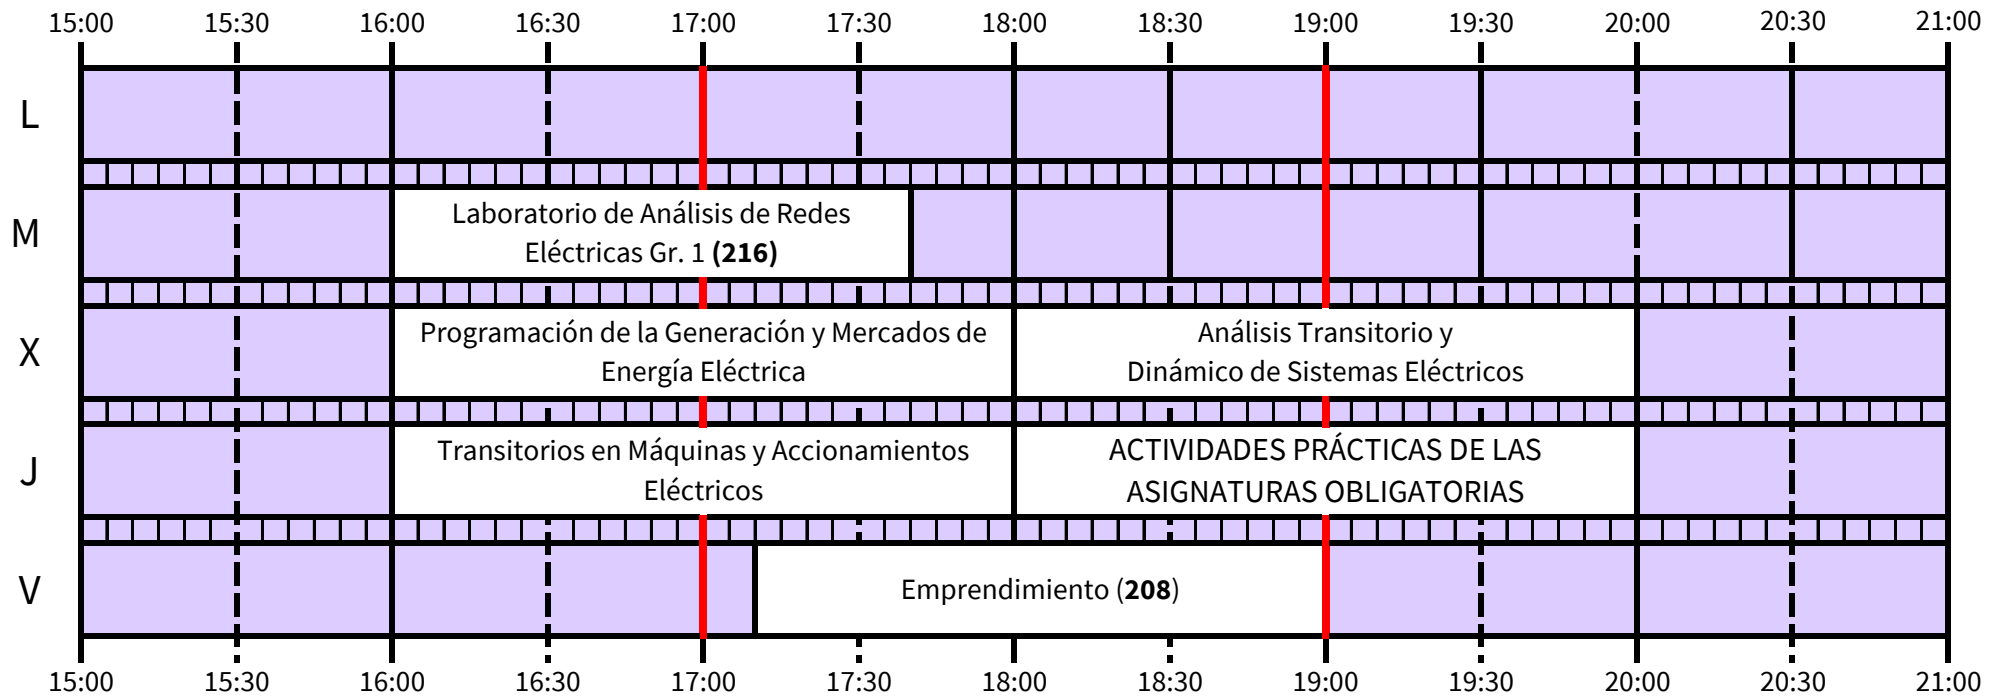 15:00 15:30 16:00 16:30 17:00 17:30 18:00 18:30 19:00 19:30 20:00 20:30 21:00
L
M
Laboratorio de Análisis de Redes
Eléctricas Gr. 1 (216)
X
Programación de la Generación y Mercados de
Energía Eléctrica
Análisis Transitorio y
Dinámico de Sistemas Eléctricos
J
Transitorios en Máquinas y Accionamientos
Eléctricos
ACTIVIDADES PRÁCTICAS DE LAS
ASIGNATURAS OBLIGATORIAS
V
Emprendimiento (208)
15:00 15:30 16:00 16:30 17:00 17:30 18:00 18:30 19:00 19:30 20:00 20:30 21:00